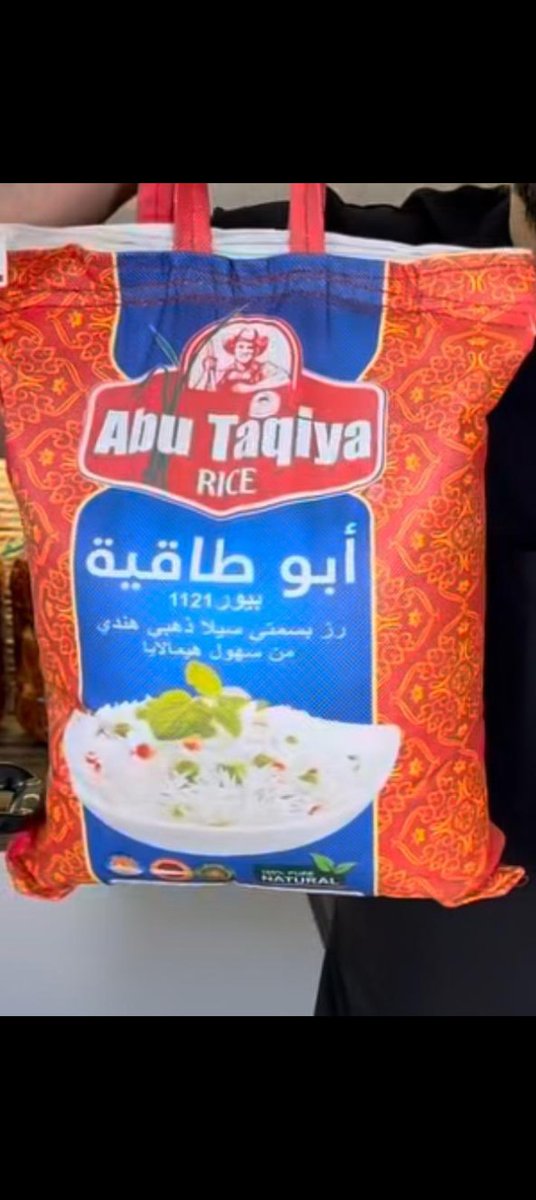 Abu Taqiya
RICE
أبو طاقية
بيور 1121
رز بسمتي سيلا ذهبي هندي
من سهول هيمالايا
100% PURE
NATURAL